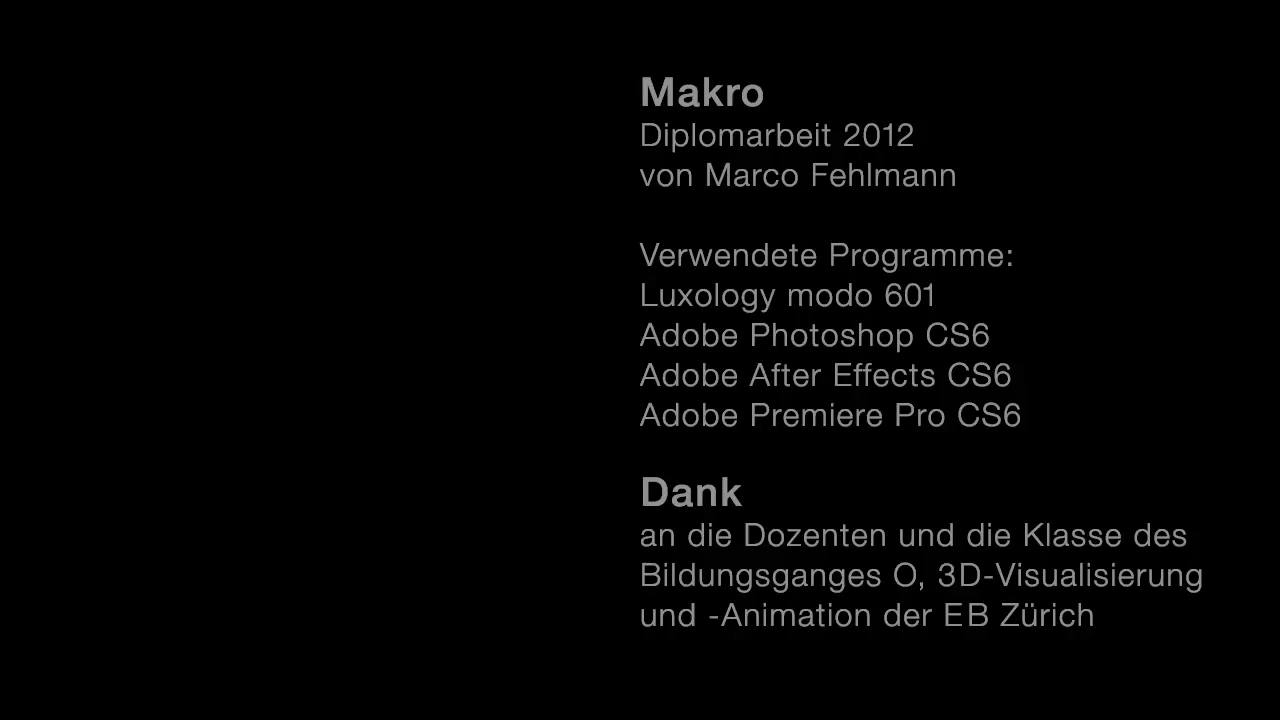 Makro
Diplomarbeit 2012
von Marco Fehlmann
Verwendete Programme:
Luxology modo 601
Adobe Photoshop CS6
Adobe After Effects CS6
Adobe Premiere Pro CS6
Dank
an die Dozenten und die Klasse des
Bildungsganges O, 3D-Visualisierung
und -Animation der EB Zürich